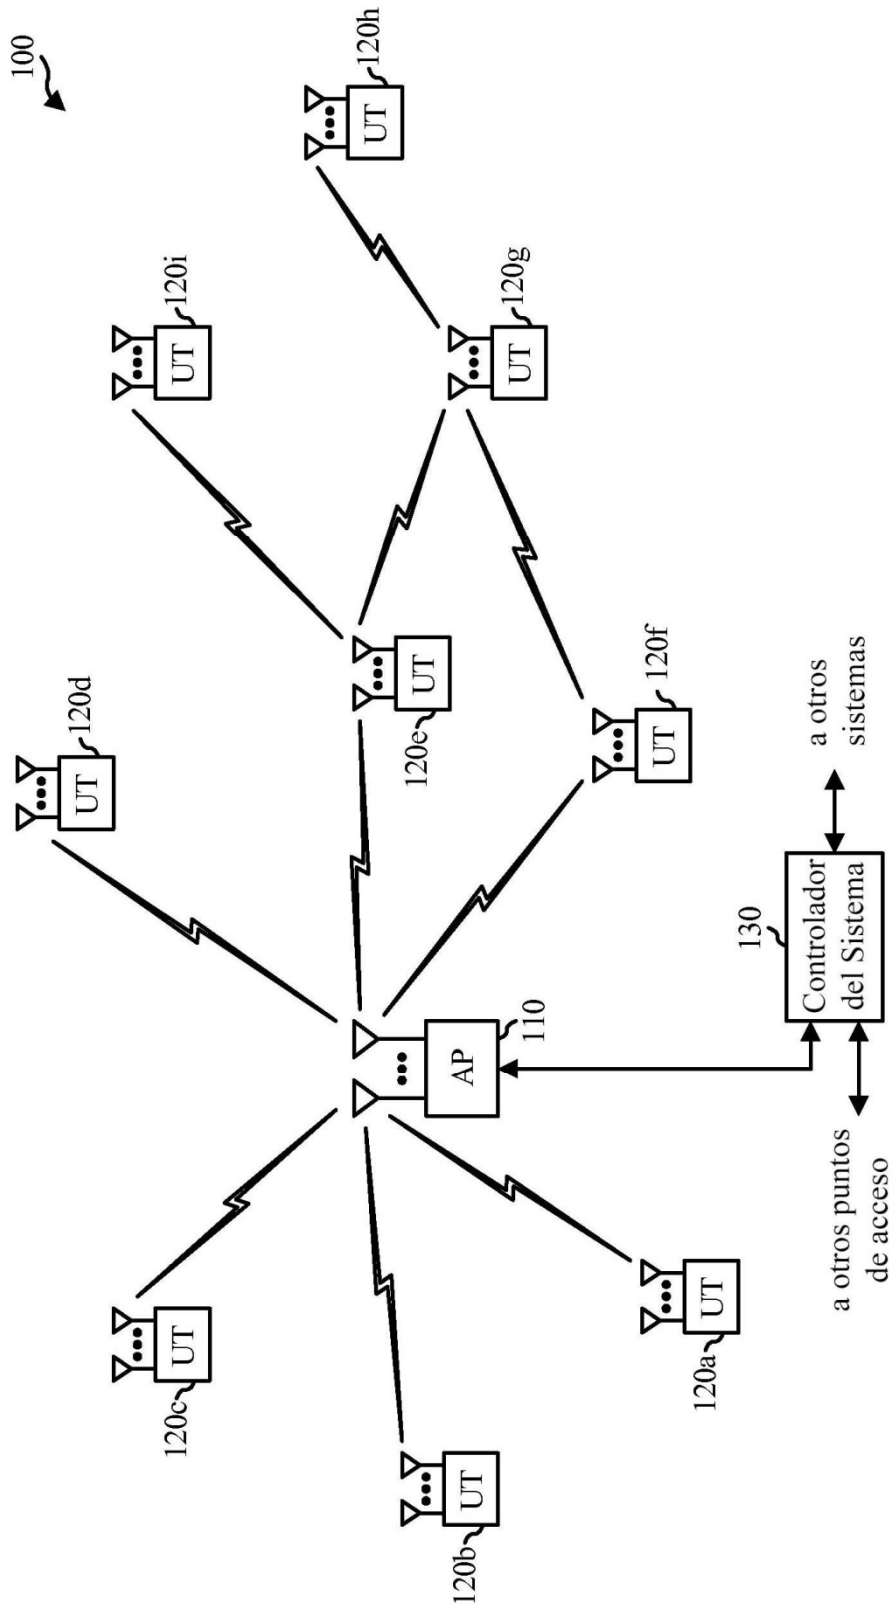 100
UT
120d
UT
120i
UT
120c
UT
120h
UT
120e
UT
120b
AP
110
UT
120g
UT
120f
UT
120a
130
Controlador
del Sistema
a otros puntos
de acceso
a otros
sistemas